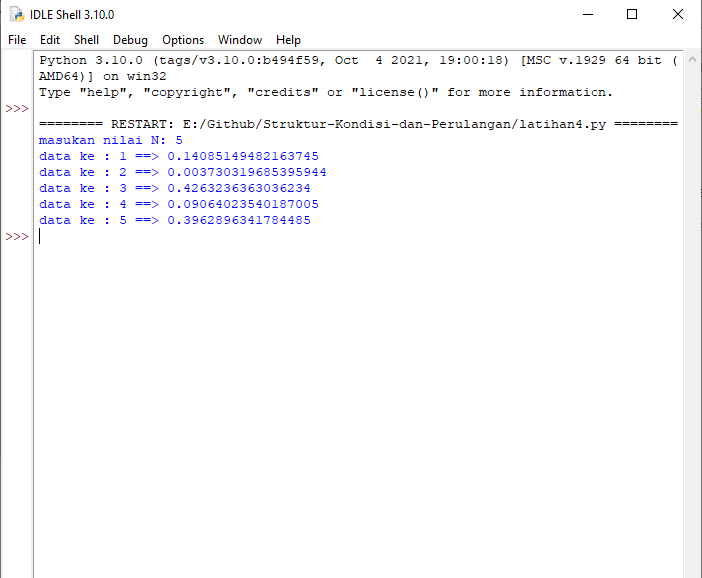 IDLE Shell 3.10.0
File Edit Shell Debug Options Window Help
Python 3.10.0 (tags/v3.10.0:b494f59, Oct  4 2021, 19:00:18) [MSC v.1929 64 bit (
AMD64)] on win32
Type "help", "copyright", "credits" or "license()" for more information.
>>>
======== RESTART: E:/Github/Struktur-Kondisi-dan-Perulangan/latihan4.py ========
masukan nilai N: 5
data ke : 1 ==> 0.14085149482163745
data ke : 2 ==> 0.003730319685395944
data ke : 3 ==> 0.4263236363036234
data ke : 4 ==> 0.09064023540187005
data ke : 5 ==> 0.3962896341784485
>>>